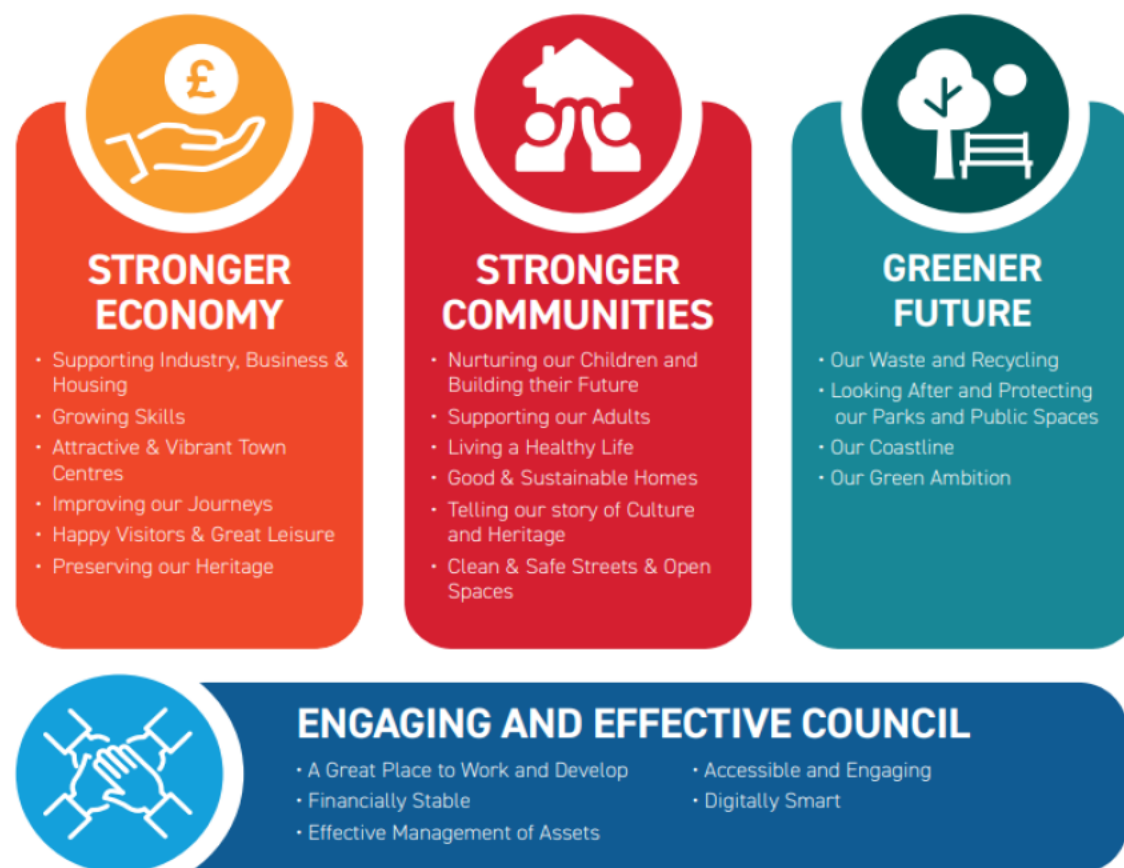 £
STRONGER
ECONOMY
• Supporting Industry, Business &
Housing
• Growing Skills
• Attractive & Vibrant Town
Centres
• Improving our Journeys
• Happy Visitors & Great Leisure
• Preserving our Heritage
STRONGER
COMMUNITIES
• Nurturing our Children and
Building their Future
• Supporting our Adults
• Living a Healthy Life
• Good & Sustainable Homes
• Telling our story of Culture
and Heritage
• Clean & Safe Streets & Open
Spaces
GREENER
FUTURE
• Our Waste and Recycling
• Looking After and Protecting
our Parks and Public Spaces
• Our Coastline
• Our Green Ambition
ENGAGING AND EFFECTIVE COUNCIL
• A Great Place to Work and Develop
• Financially Stable
• Effective Management of Assets
• Accessible and Engaging
• Digitally Smart